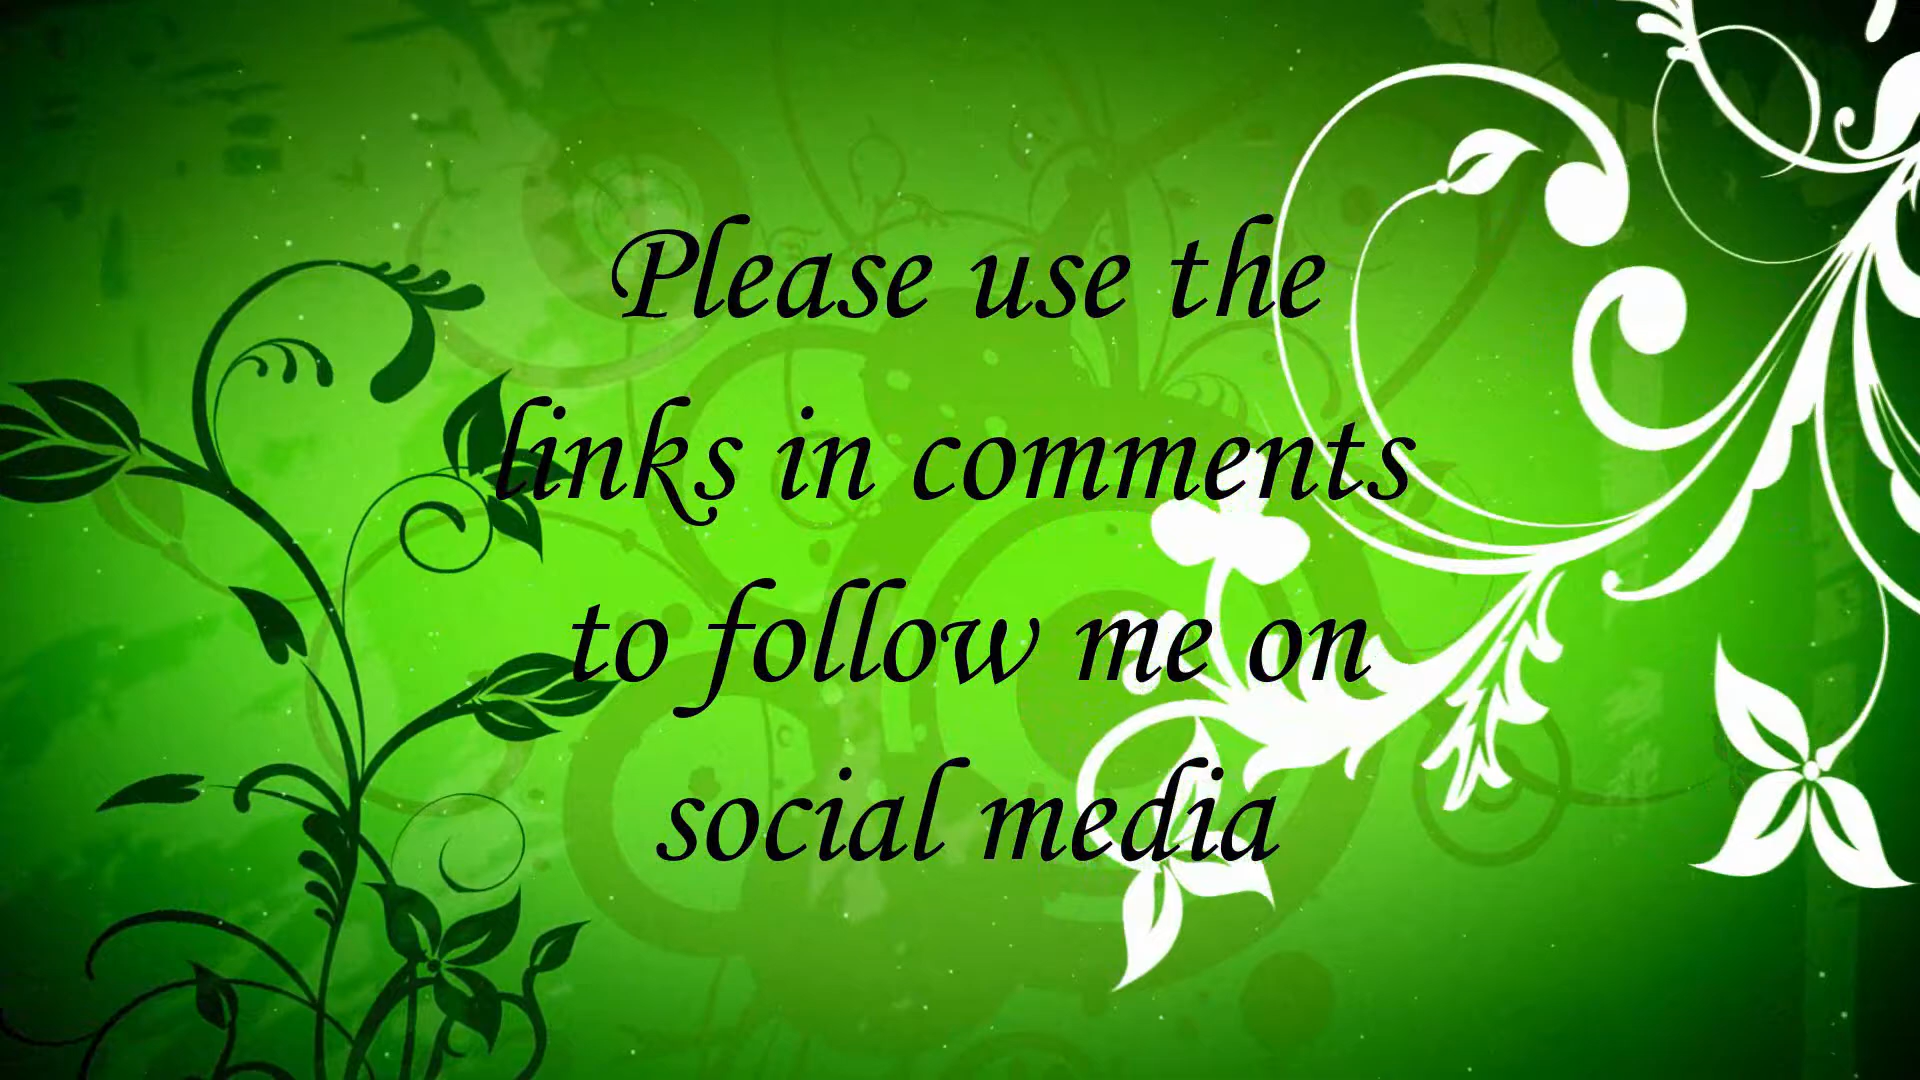 Please use the
links in comments
to follow me on
social media